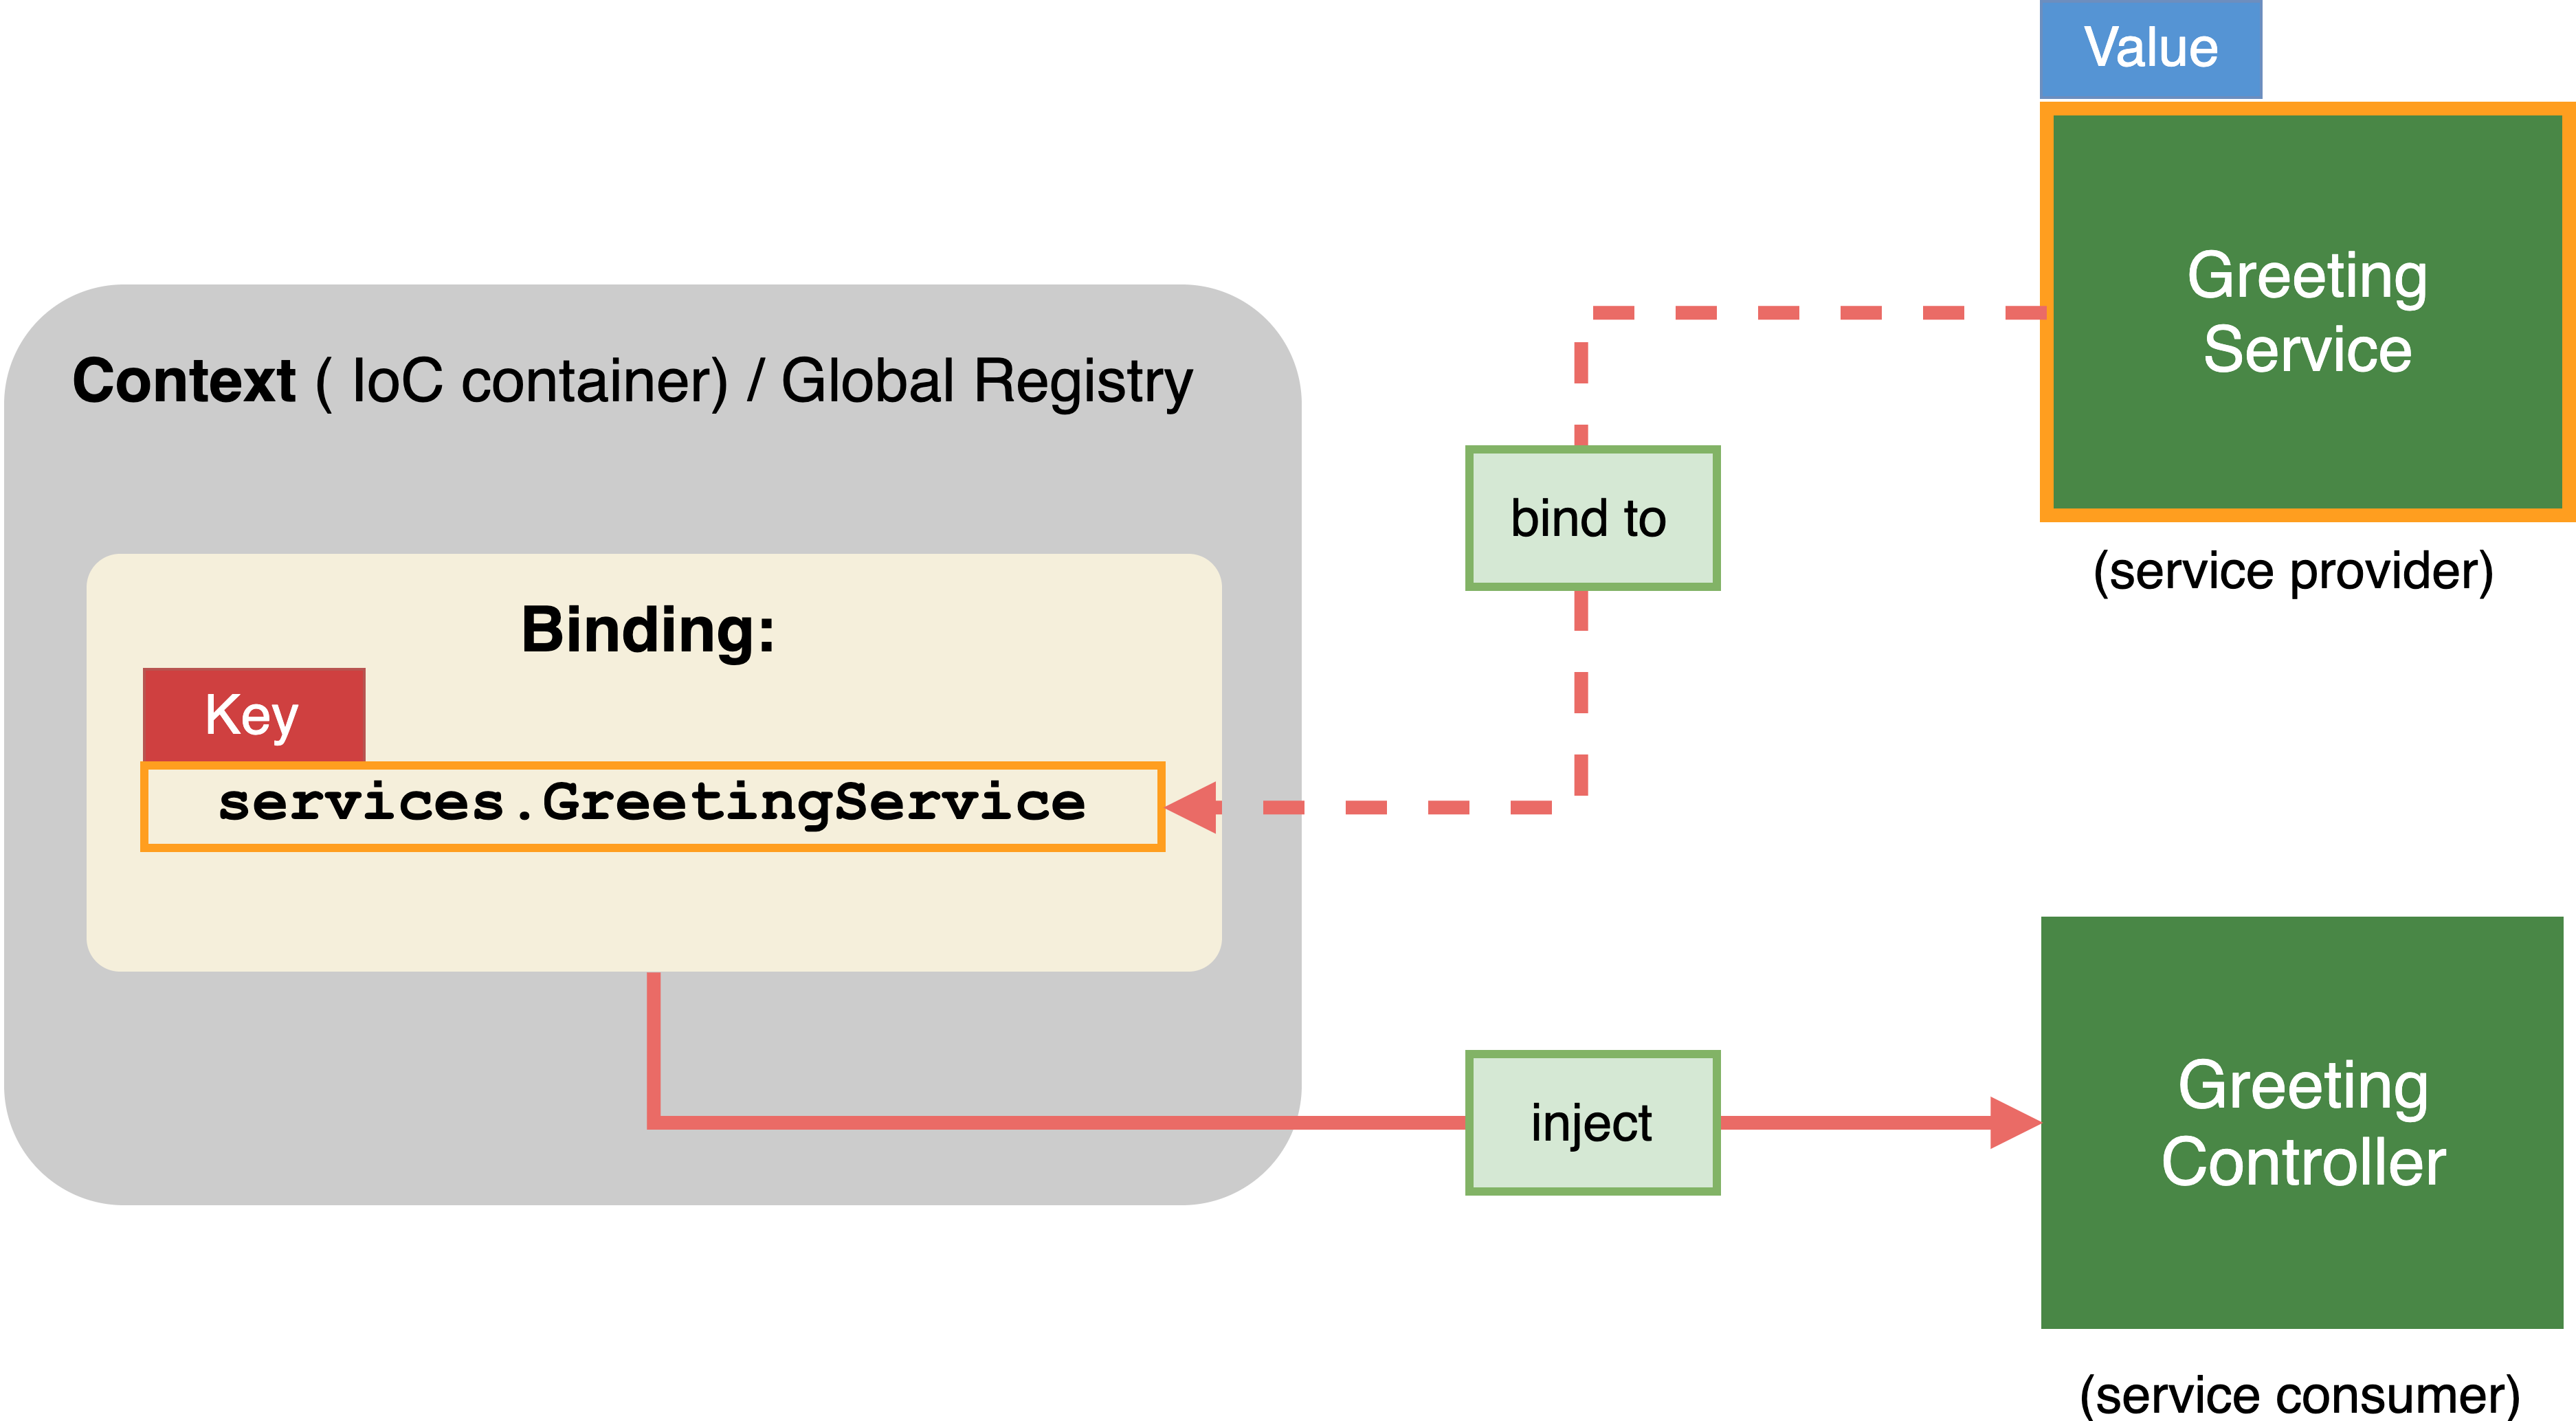 Value
Greeting
Service
(service provider)
Context ( IoC container) / Global Registry
bind to
Binding:
Key
services.GreetingService
inject
Greeting
Controller
(service consumer)